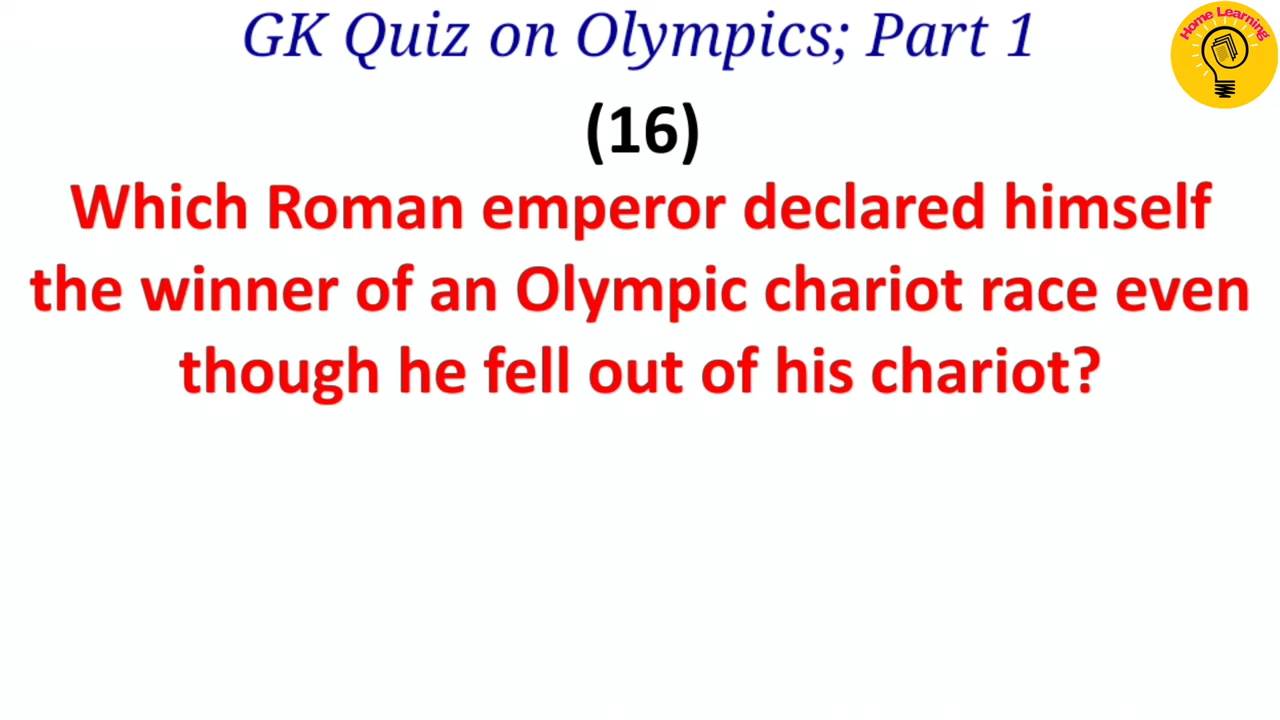 GK Quiz on Olympics; Part 1
Home Learning
(16)
Which Roman emperor declared himself
the winner of an Olympic chariot race even
though he fell out of his chariot?